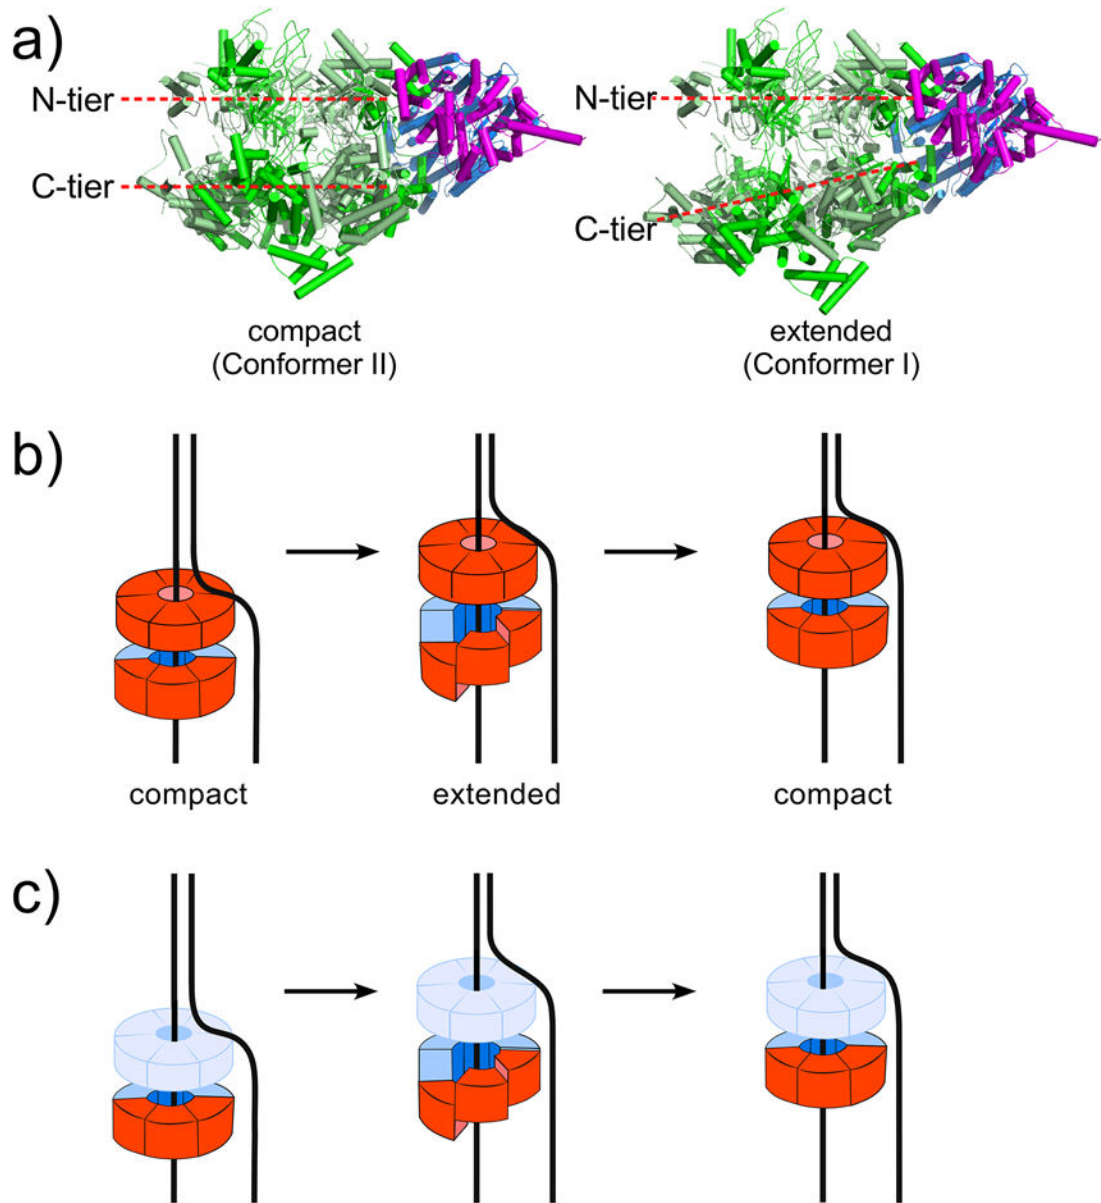 a)
N-tier
C-tier
compact
(Conformer II)
N-tier
C-tier
extended
(Conformer I)
b)
compact
extended
compact
c)